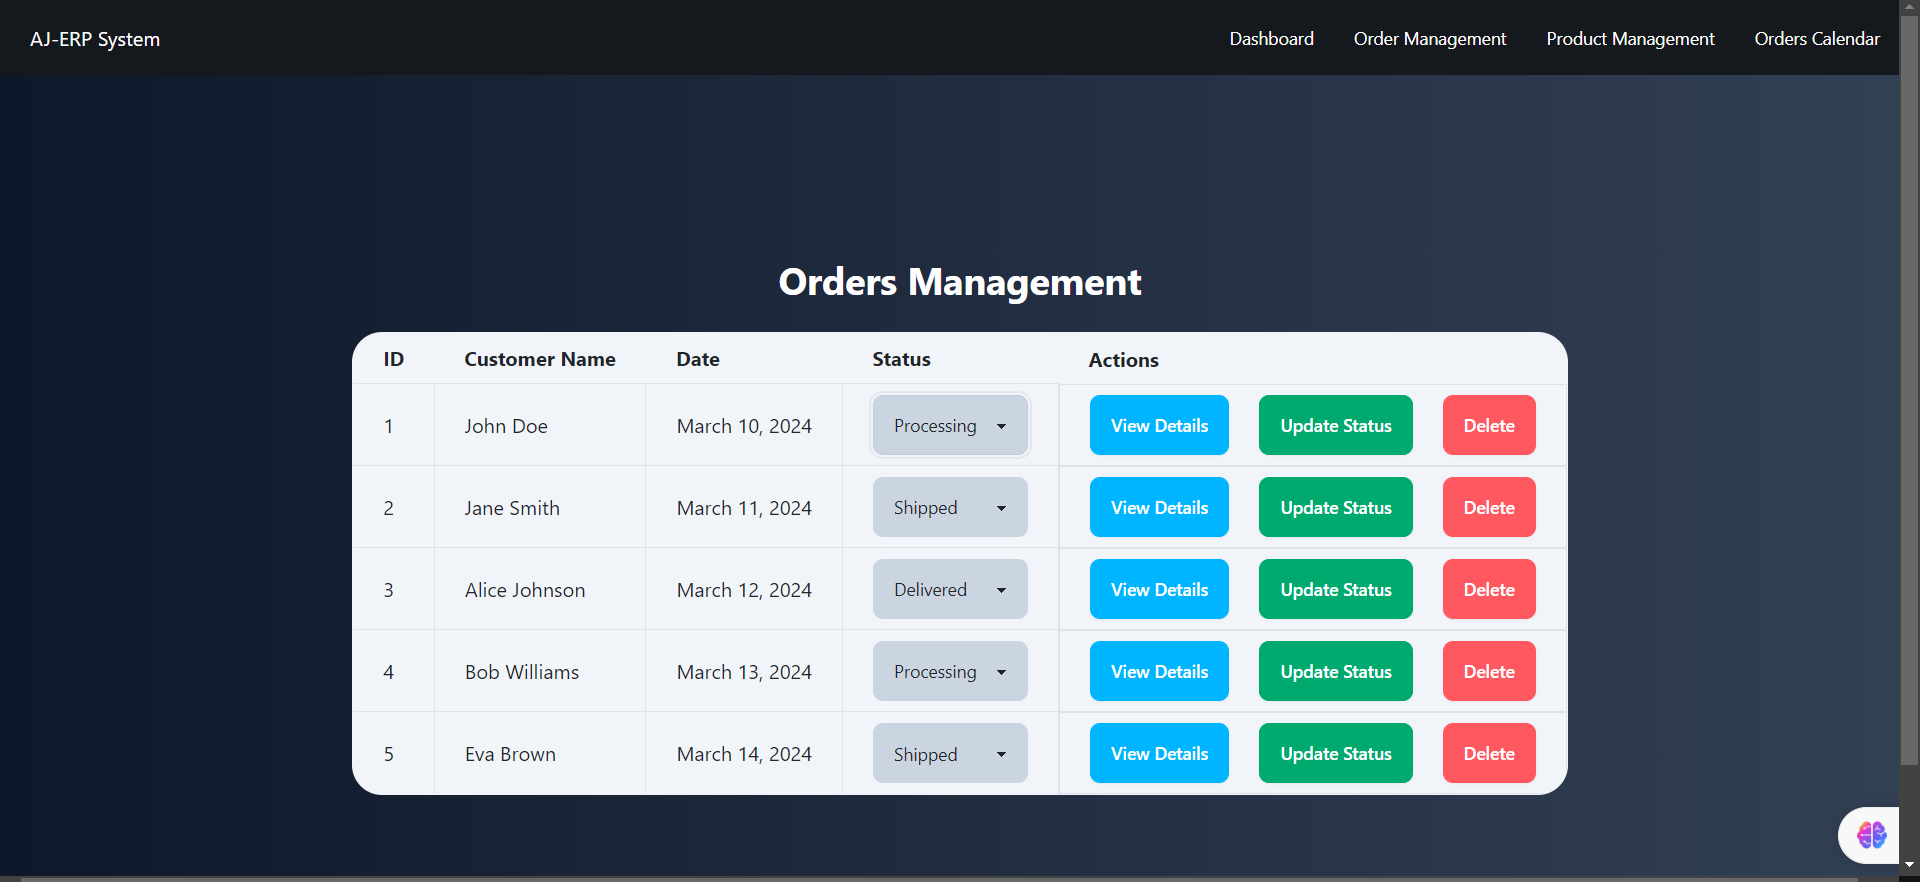 AJ-ERP System Dashboard Order Management Product Management Orders Calendar
Orders Management
ID Customer Name Date Status Actions
1 John Doe March 10, 2024 Processing View Details Update Status Delete
2 Jane Smith March 11, 2024 Shipped View Details Update Status Delete
3 Alice Johnson March 12, 2024 Delivered View Details Update Status Delete
4 Bob Williams March 13, 2024 Processing View Details Update Status Delete
5 Eva Brown March 14, 2024 Shipped View Details Update Status Delete